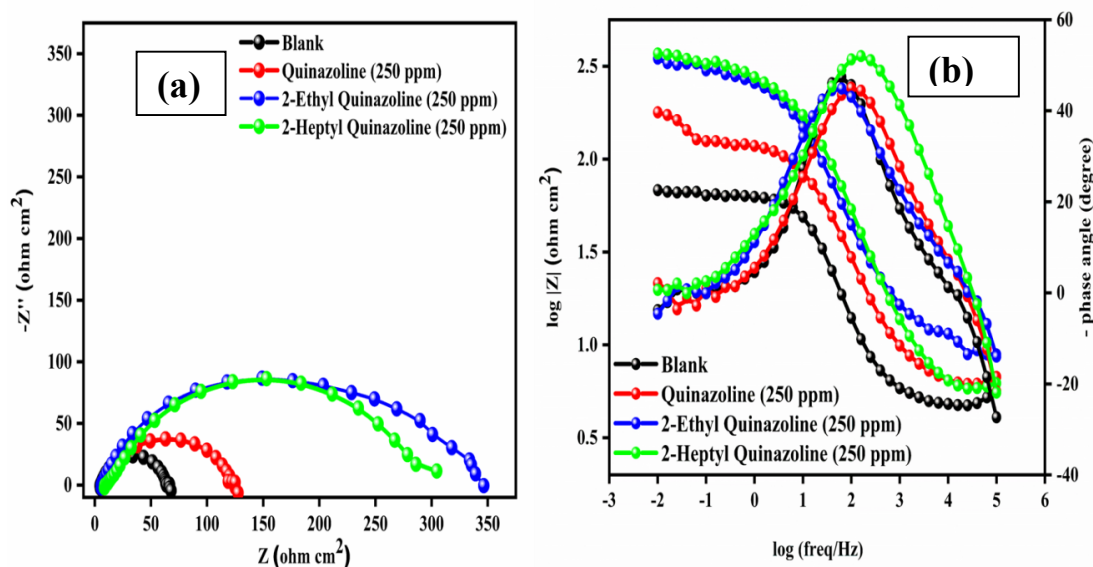 (a)
Blank
Quinazoline (250 ppm)
2-Ethyl Quinazoline (250 ppm)
2-Heptyl Quinazoline (250 ppm)
-Z'' (ohm cm²)
350
300
250
200
150
100
50
0
0 50 100 150 200 250 300 350
Z (ohm cm²)
(b)
log |Z| (ohm cm²)
2.5
2.0
1.5
1.0
0.5
Blank
Quinazoline (250 ppm)
2-Ethyl Quinazoline (250 ppm)
2-Heptyl Quinazoline (250 ppm)
60
40
20
0
-20
-40
- phase angle (degree)
-3 -2 -1 0 1 2 3 4 5 6
log (freq/Hz)